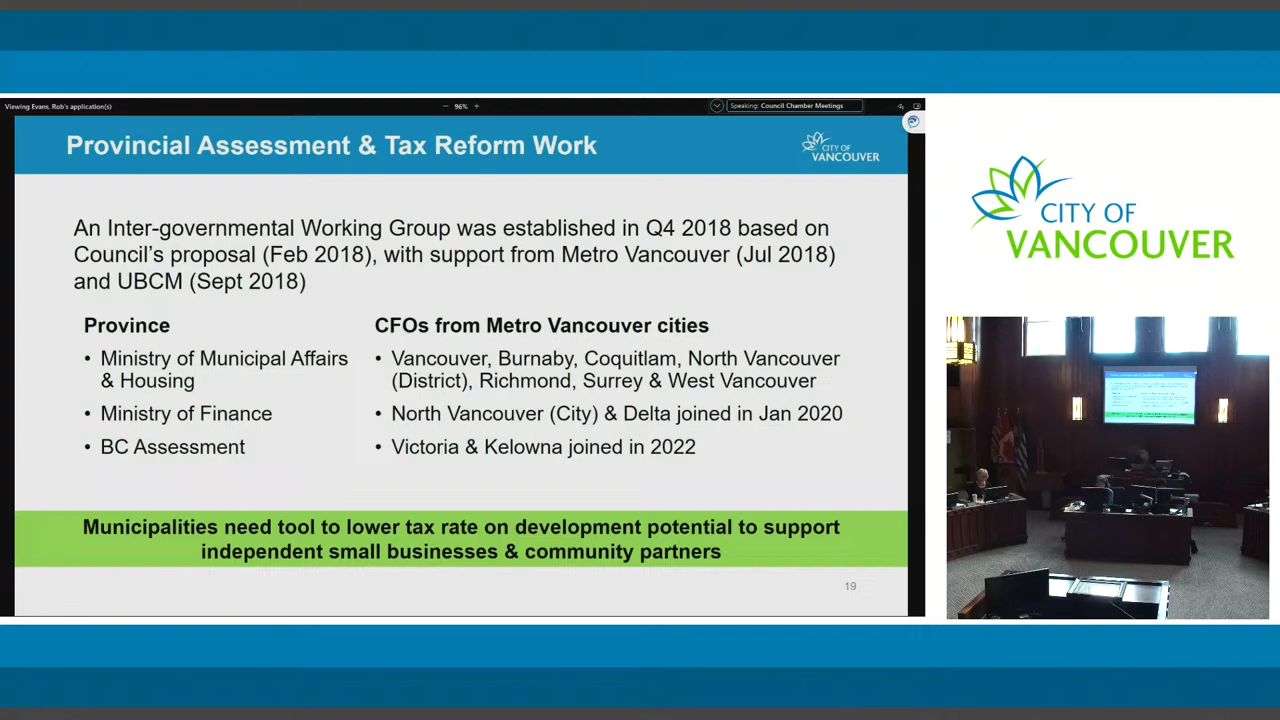 Viewing Evans, Rob's application(s)
96%
Speaking: Council Chamber Meetings
Provincial Assessment & Tax Reform Work
CITY OF
VANCOUVER
An Inter-governmental Working Group was established in Q4 2018 based on
Council's proposal (Feb 2018), with support from Metro Vancouver (Jul 2018)
and UBCM (Sept 2018)
Province
• Ministry of Municipal Affairs
& Housing
• Ministry of Finance
• BC Assessment
CFOs from Metro Vancouver cities
• Vancouver, Burnaby, Coquitlam, North Vancouver
(District), Richmond, Surrey & West Vancouver
• North Vancouver (City) & Delta joined in Jan 2020
• Victoria & Kelowna joined in 2022
Municipalities need tool to lower tax rate on development potential to support
independent small businesses & community partners
19
CITY OF
VANCOUVER